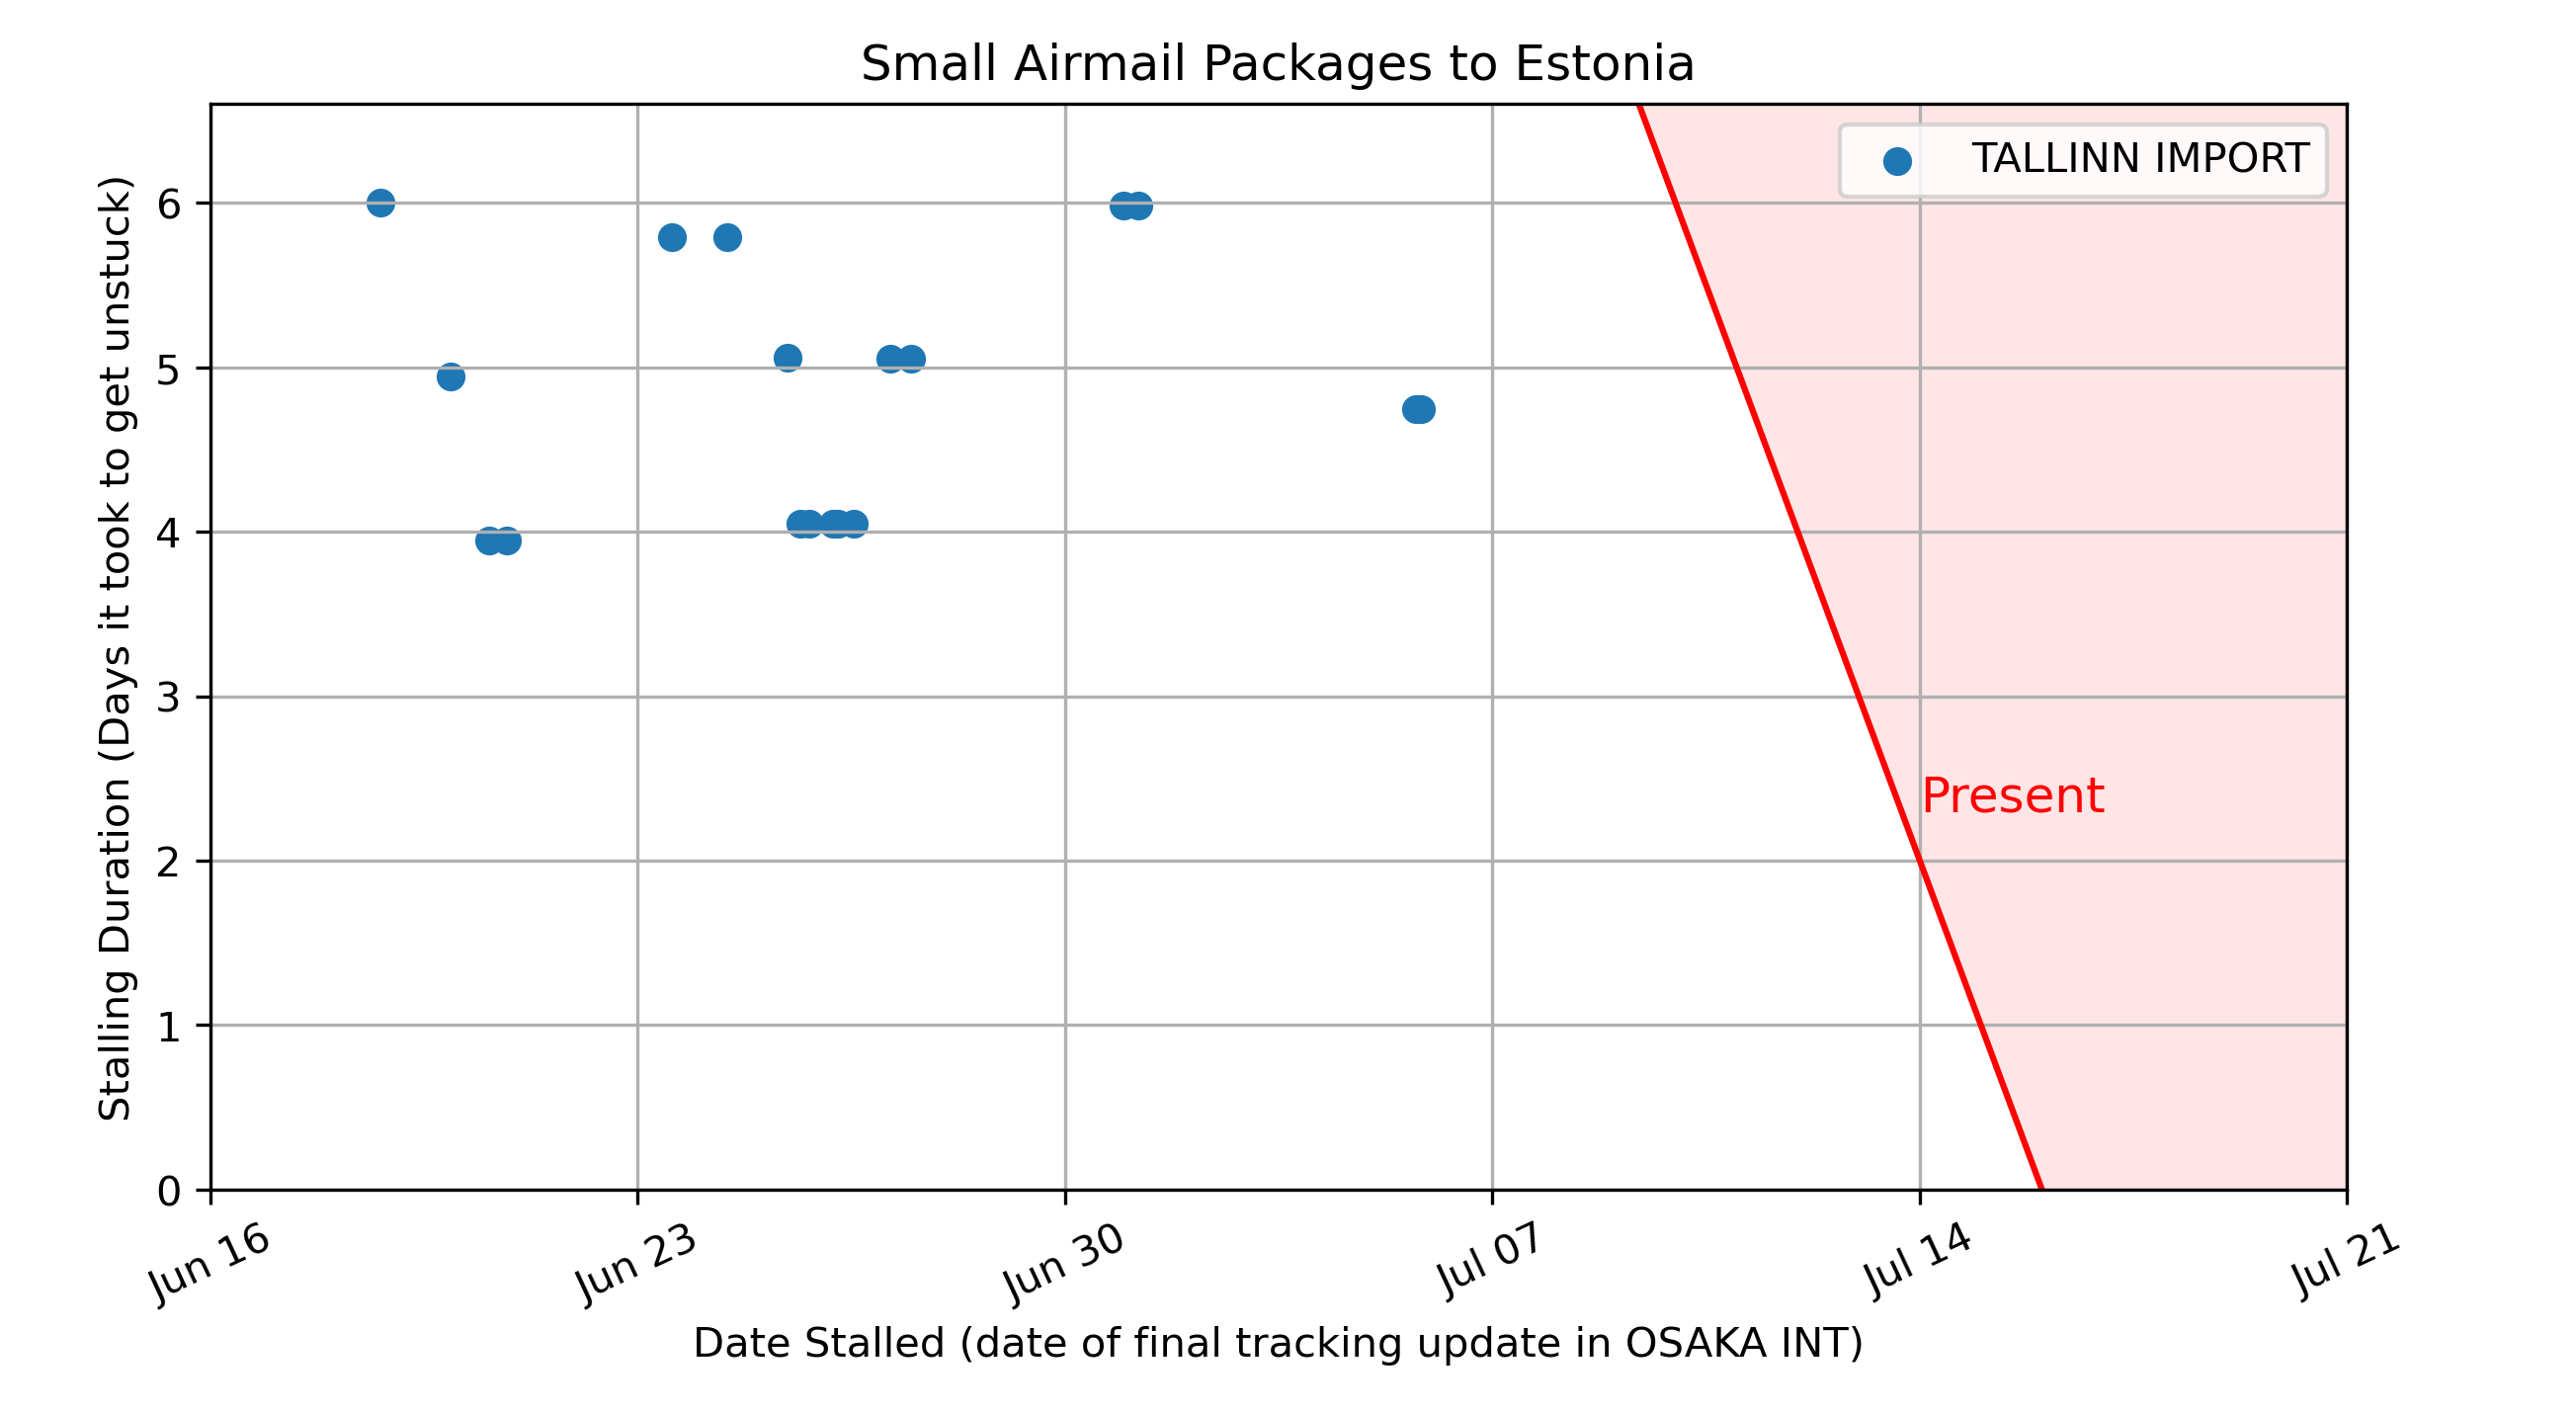 Small Airmail Packages to Estonia
TALLINN IMPORT
Stalling Duration (Days it took to get unstuck)
6
5
4
3
2
1
0
Present
Jun 16
Jun 23
Jun 30
Jul 07
Jul 14
Jul 21
Date Stalled (date of final tracking update in OSAKA INT)